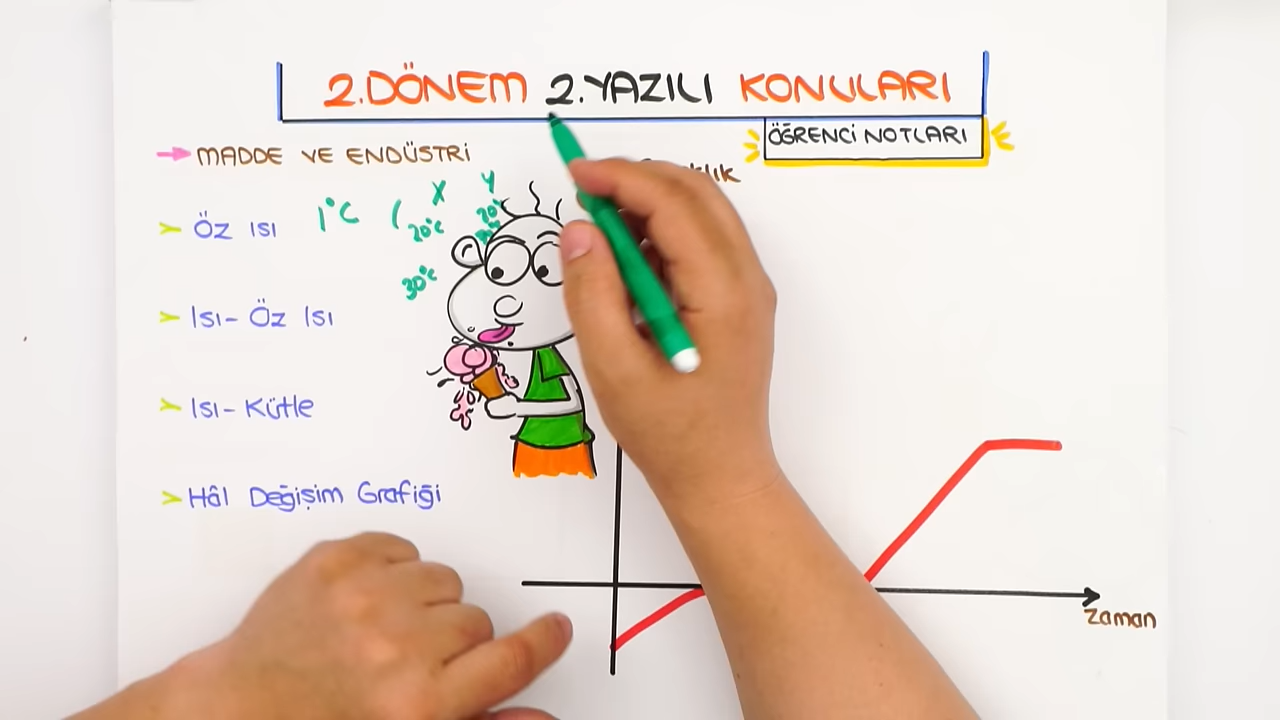 2.DÖNEM 2.YAZILI KONULARI
ÖĞRENCİ NOTLARI
MADDE VE ENDÜSTRİ
Öz ısı 1°C ( X Y
20°C 20°
30°C
Isı- Öz Isı
Isı- Kütle
Hâl Değişim Grafiği
zaman